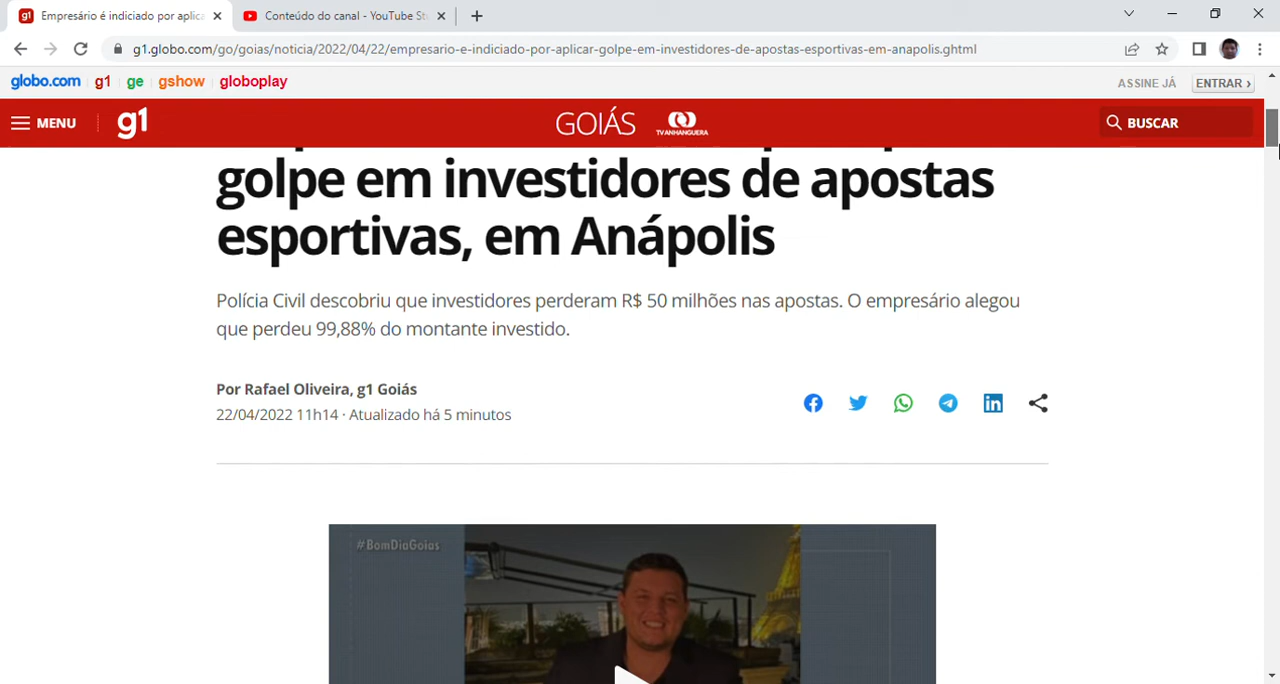 Empresário é indiciado por aplica
Conteúdo do canal - YouTube St
g1.globo.com/go/goias/noticia/2022/04/22/empresario-e-indiciado-por-aplicar-golpe-em-investidores-de-apostas-esportivas-em-anapolis.ghtml
globo.com g1 ge gshow globoplay
ASSINE JÁ ENTRAR ›
MENU g1 GOIÁS TV ANHANGUERA BUSCAR
golpe em investidores de apostas
esportivas, em Anápolis
Polícia Civil descobriu que investidores perderam R$ 50 milhões nas apostas. O empresário alegou
que perdeu 99,88% do montante investido.
Por Rafael Oliveira, g1 Goiás
22/04/2022 11h14 · Atualizado há 5 minutos
#BomDiaGoias